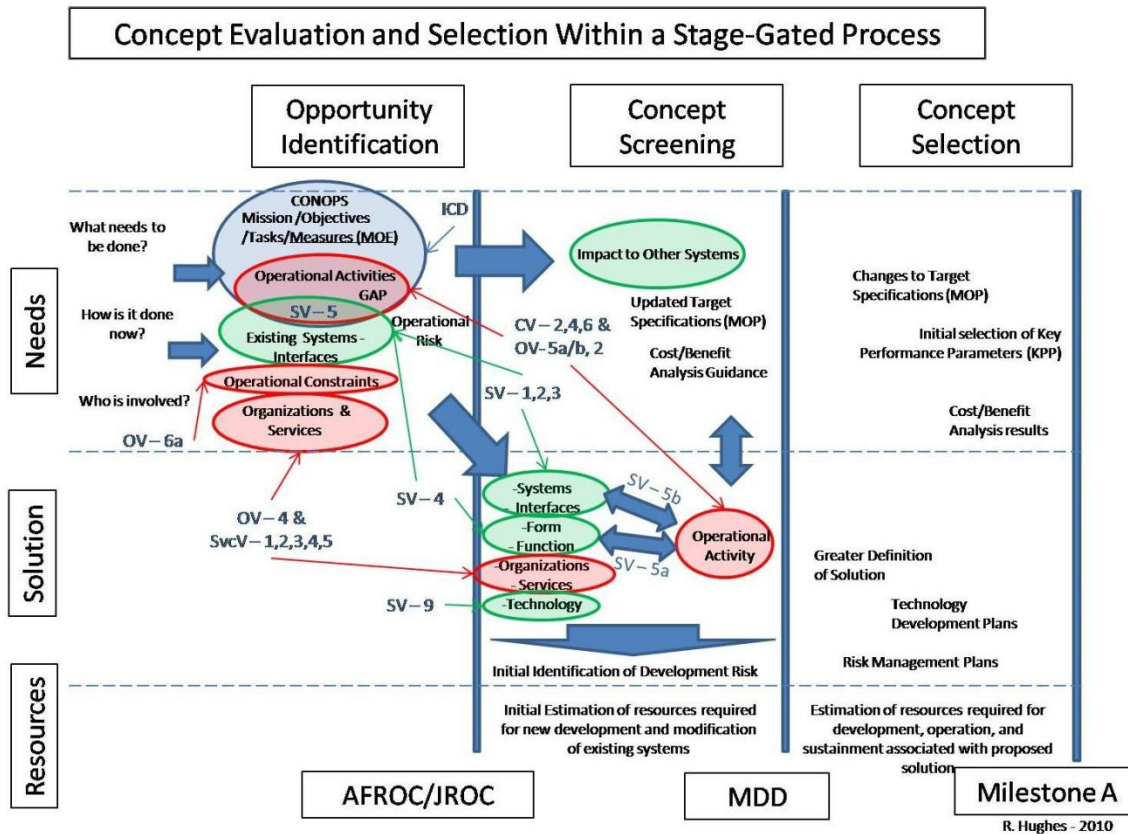 Concept Evaluation and Selection Within a Stage-Gated Process
Opportunity
Identification
Concept
Screening
Concept
Selection
Needs
What needs to
be done?
How is it done
now?
Who is involved?
OV – 6a
CONOPS
Mission /Objectives
/Tasks/Measures (MOE)
Operational Activities
GAP
SV – 5
Existing Systems -
Interfaces
Operational Constraints
Organizations &
Services
ICD
Operational
Risk
CV – 2,4,6 &
OV-5a/b, 2
SV – 1,2,3
Impact to Other Systems
Updated Target
Specifications (MOP)
Cost/Benefit
Analysis Guidance
Changes to Target
Specifications (MOP)
Initial selection of Key
Performance Parameters (KPP)
Cost/Benefit
Analysis results
Solution
SV – 4
OV – 4 &
SvcV – 1,2,3,4,5
SV – 9
-Systems
- Interfaces
-Form
- Function
-Organizations
- Services
-Technology
SV – 5b
SV – 5a
Operational
Activity
Initial Identification of Development Risk
Greater Definition
of Solution
Technology
Development Plans
Risk Management Plans
Resources
Initial Estimation of resources required
for new development and modification
of existing systems
Estimation of resources required for
development, operation, and
sustainment associated with proposed
solution
AFROC/JROC
MDD
Milestone A
R. Hughes - 2010